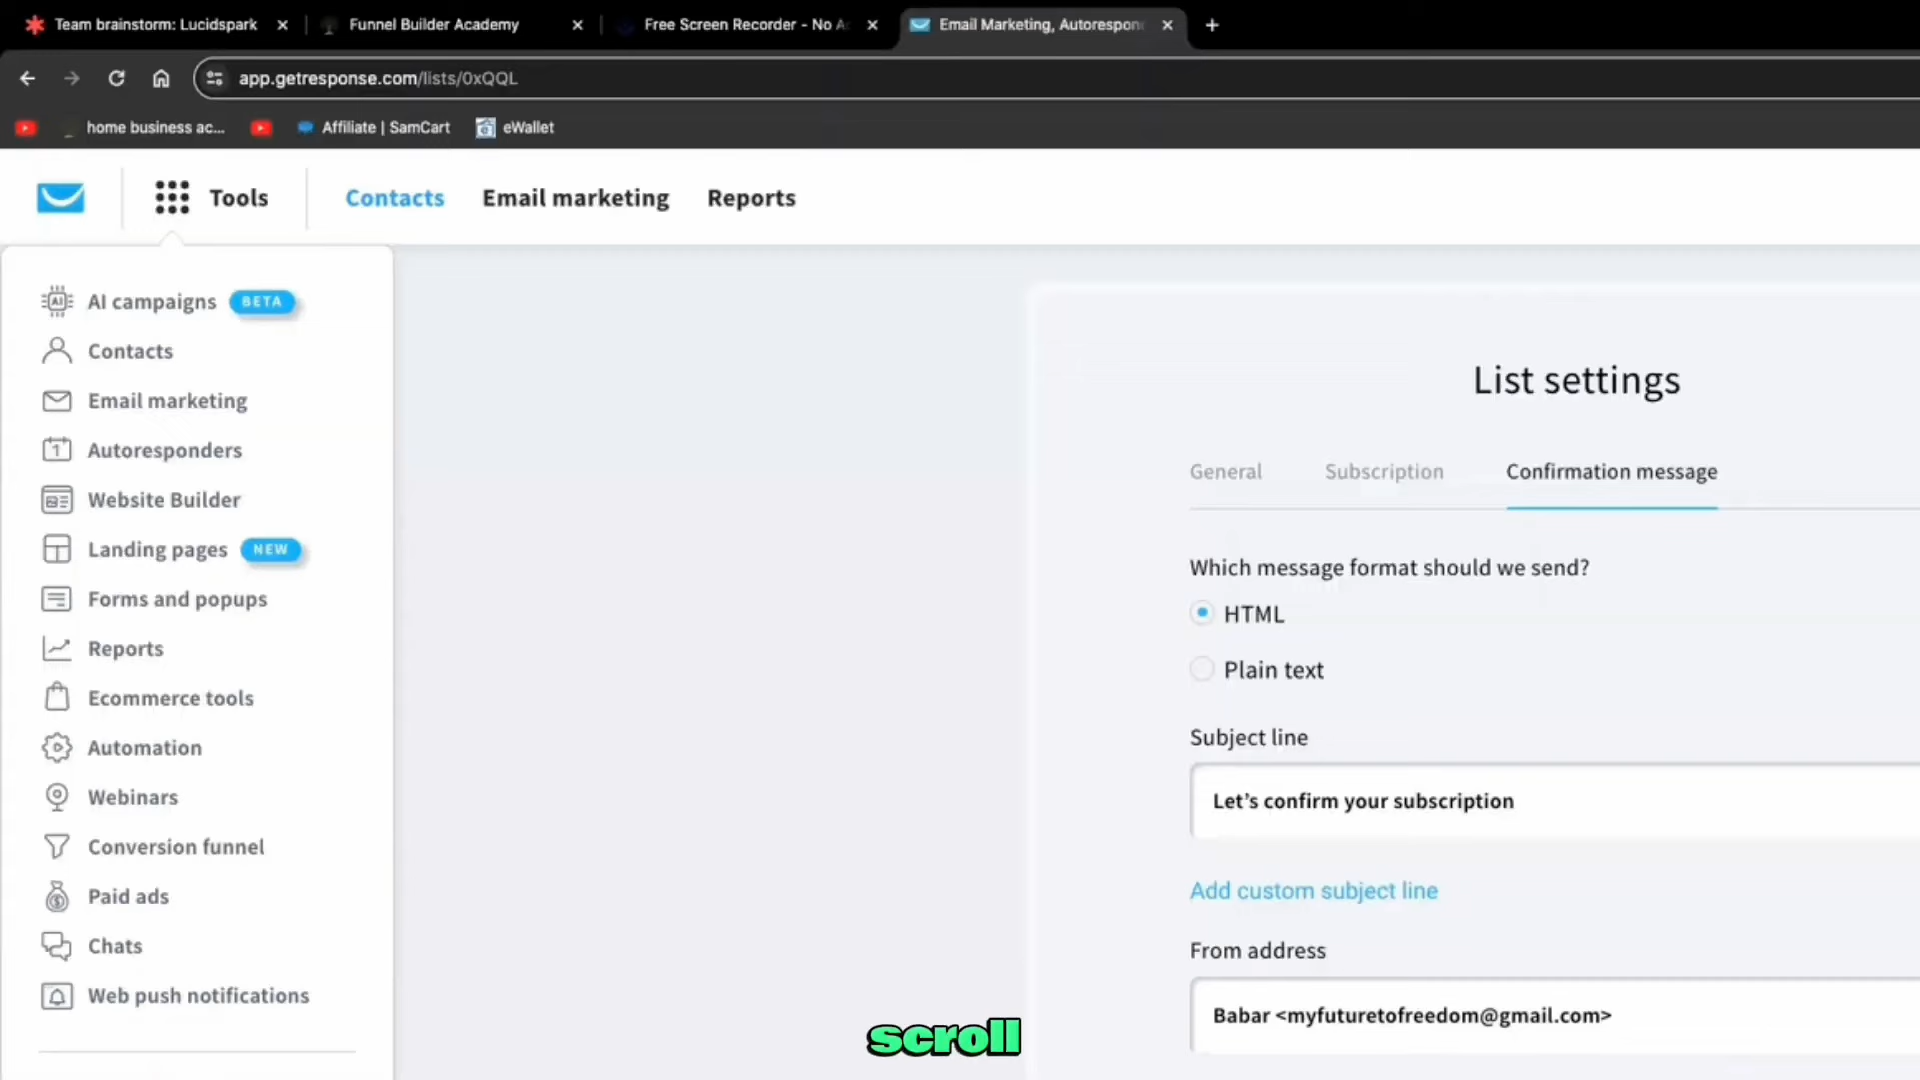 Team brainstorm: Lucidspark
Funnel Builder Academy
Free Screen Recorder - No A
Email Marketing, Autorespon
app.getresponse.com/lists/0xQQL
home business ac...
Affiliate | SamCart
eWallet
Tools
Contacts
Email marketing
Reports
AI campaigns BETA
Contacts
Email marketing
Autoresponders
Website Builder
Landing pages NEW
Forms and popups
Reports
Ecommerce tools
Automation
Webinars
Conversion funnel
Paid ads
Chats
Web push notifications
List settings
General
Subscription
Confirmation message
Which message format should we send?
HTML
Plain text
Subject line
Let’s confirm your subscription
Add custom subject line
From address
Babar <myfuturetofreedom@gmail.com>
scroll